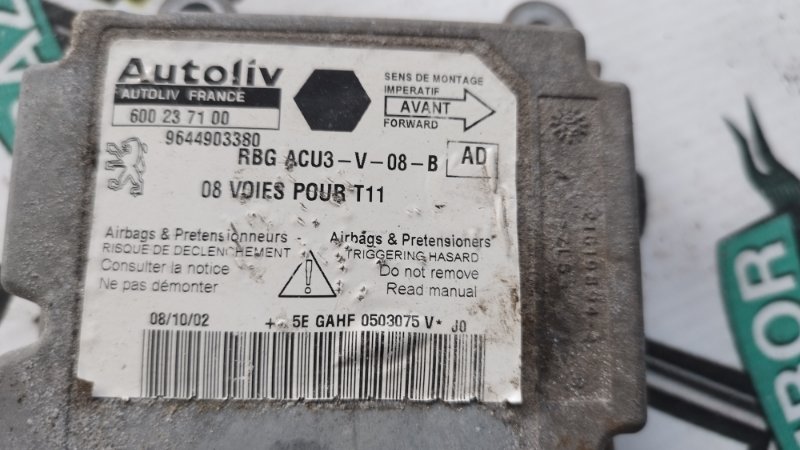 Autoliv
AUTOLIV FRANCE
600 23 71 00
9644903380
SENS DE MONTAGE
IMPERATIF
AVANT
FORWARD
RBG ACU3-V-08-B AD
08 VOIES POUR T11
Airbags & Pretensionneurs
RISQUE DE DECLENCHEMENT
Consulter la notice
Ne pas démonter
Airbags & Pretensioners
TRIGGERING HASARD
Do not remove
Read manual
08/10/02 5E GAHF 0503075 V* J0
BOR